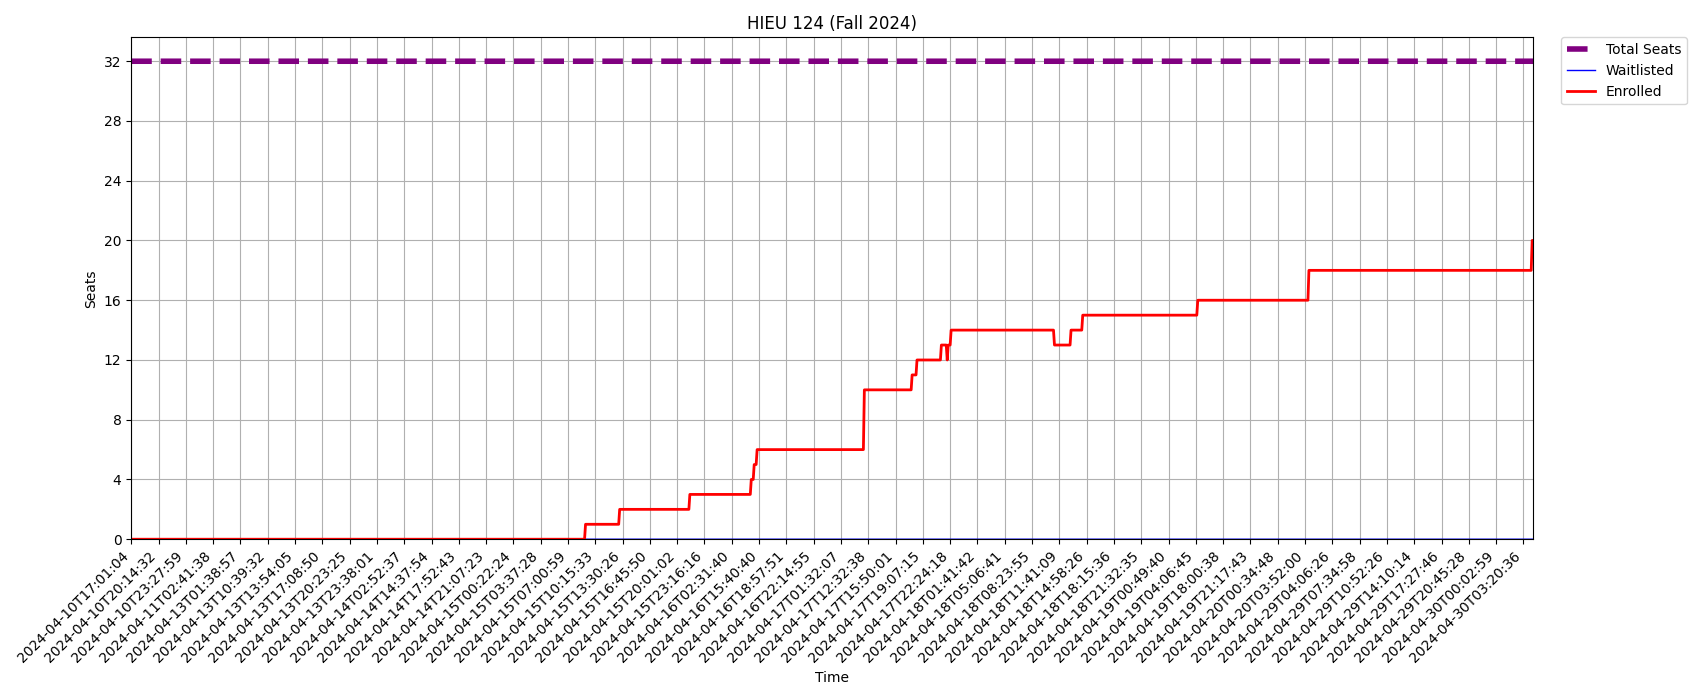 HIEU 124 (Fall 2024)
Total Seats
Waitlisted
Enrolled
32
28
24
20
16
12
8
4
0
Seats
2024-04-10T17:01:04
2024-04-10T20:14:32
2024-04-10T23:27:59
2024-04-11T02:41:38
2024-04-13T01:38:57
2024-04-13T10:39:32
2024-04-13T13:54:05
2024-04-13T17:08:50
2024-04-13T20:23:25
2024-04-13T23:38:01
2024-04-14T02:52:37
2024-04-14T14:37:54
2024-04-14T17:52:43
2024-04-14T21:07:23
2024-04-15T00:22:24
2024-04-15T03:37:28
2024-04-15T07:00:59
2024-04-15T10:15:33
2024-04-15T13:30:26
2024-04-15T16:45:50
2024-04-15T20:01:02
2024-04-15T23:16:16
2024-04-16T02:31:40
2024-04-16T15:40:40
2024-04-16T18:57:51
2024-04-16T22:14:55
2024-04-17T01:32:07
2024-04-17T12:32:38
2024-04-17T15:50:01
2024-04-17T19:07:15
2024-04-17T22:24:18
2024-04-18T01:41:42
2024-04-18T05:06:41
2024-04-18T08:23:55
2024-04-18T11:41:09
2024-04-18T14:58:26
2024-04-18T18:15:36
2024-04-18T21:32:35
2024-04-19T00:49:40
2024-04-19T04:06:45
2024-04-19T18:00:38
2024-04-19T21:17:43
2024-04-20T00:34:48
2024-04-20T03:52:00
2024-04-29T04:06:26
2024-04-29T07:34:58
2024-04-29T10:52:26
2024-04-29T14:10:14
2024-04-29T17:27:46
2024-04-29T20:45:28
2024-04-30T00:02:59
2024-04-30T03:20:36
Time